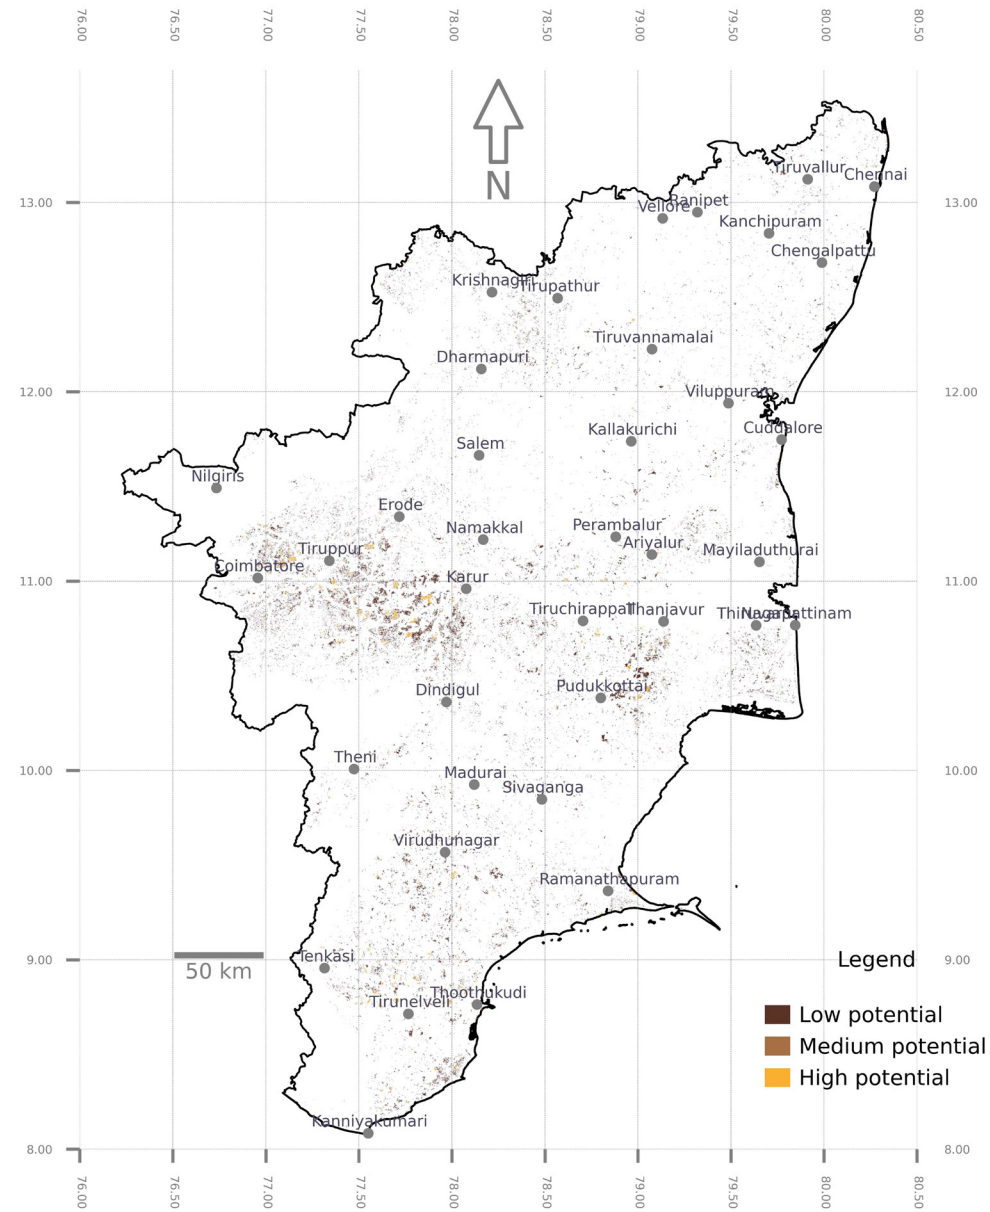 76.00 76.50 77.00 77.50 78.00 78.50 79.00 79.50 80.00 80.50
N
Tiruvallur
Chennai
13.00 13.00
Ranipet
Vellore
Kanchipuram
Chengalpattu
Krishnagiri
Tirupathur
Tiruvannamalai
Dharmapuri
12.00 12.00
Viluppuram
Cuddalore
Kallakurichi
Salem
Nilgiris
Erode
Perambalur
Namakkal
Ariyalur
Tiruppur
Mayiladuthurai
Coimbatore
11.00 11.00
Karur
Tiruchirappalli
Thanjavur
Nagapattinam
Pudukkottai
Dindigul
10.00 10.00
Theni
Madurai
Sivaganga
Virudhunagar
Ramanathapuram
9.00 9.00
Tenkasi
Legend
50 km
Thoothukudi
Tirunelveli
Low potential
Medium potential
High potential
Kanniyakumari
8.00 8.00
76.00 76.50 77.00 77.50 78.00 78.50 79.00 79.50 80.00 80.50